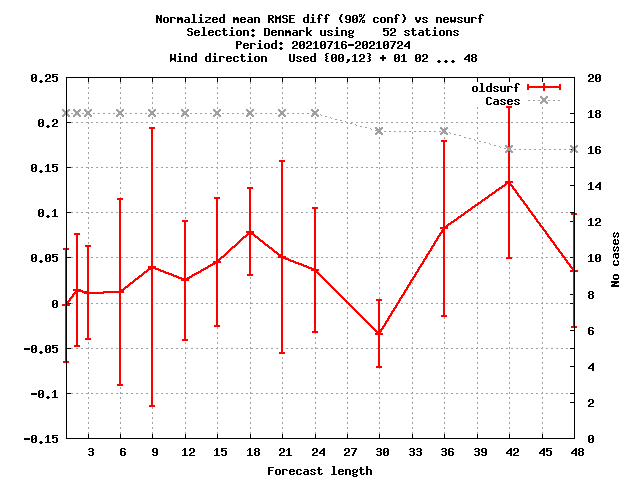 Normalized mean RMSE diff (90% conf) vs newsurf
Selection: Denmark using    52 stations
Period: 20210716-20210724
Wind direction   Used {00,12} + 01 02 ... 48
oldsurf
Cases
0.25
0.2
0.15
0.1
0.05
0
-0.05
-0.1
-0.15
20
18
16
14
12
10
8
6
4
2
0
No cases
3 6 9 12 15 18 21 24 27 30 33 36 39 42 45 48
Forecast length